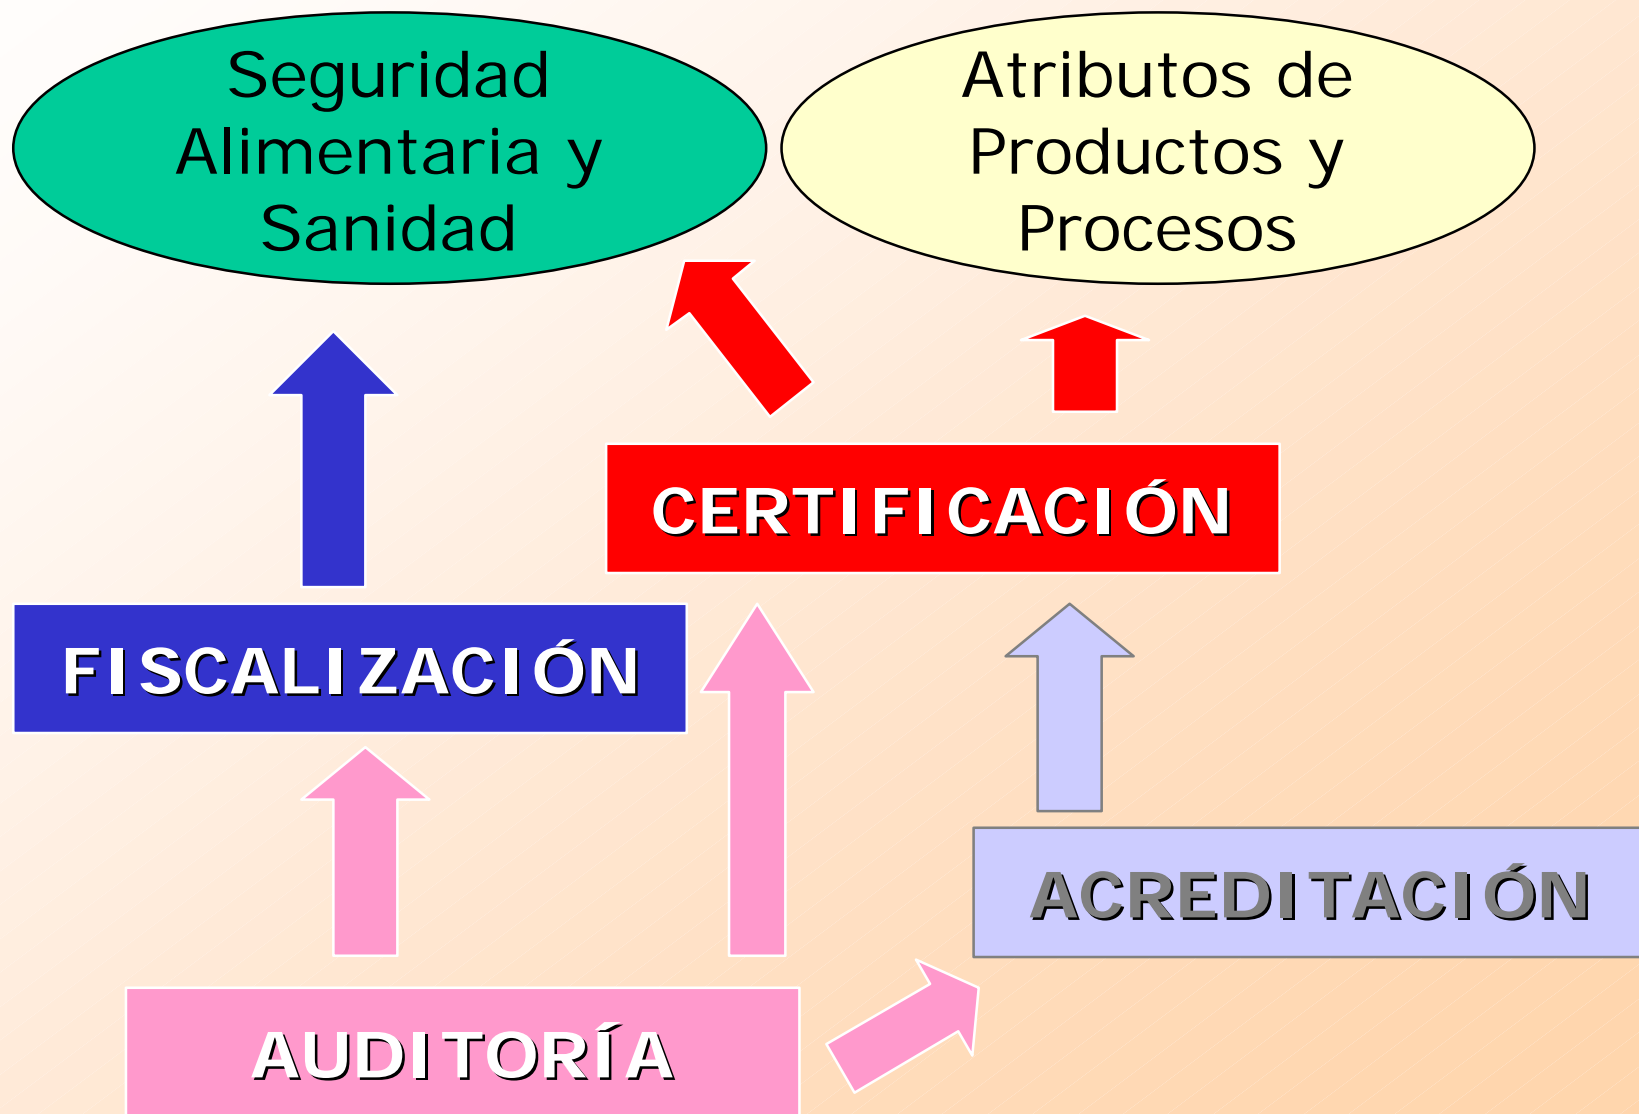 Seguridad
Alimentaria y
Sanidad
Atributos de
Productos y
Procesos
CERTIFICACIÓN
FISCALIZACIÓN
ACREDITACIÓN
AUDITORÍA